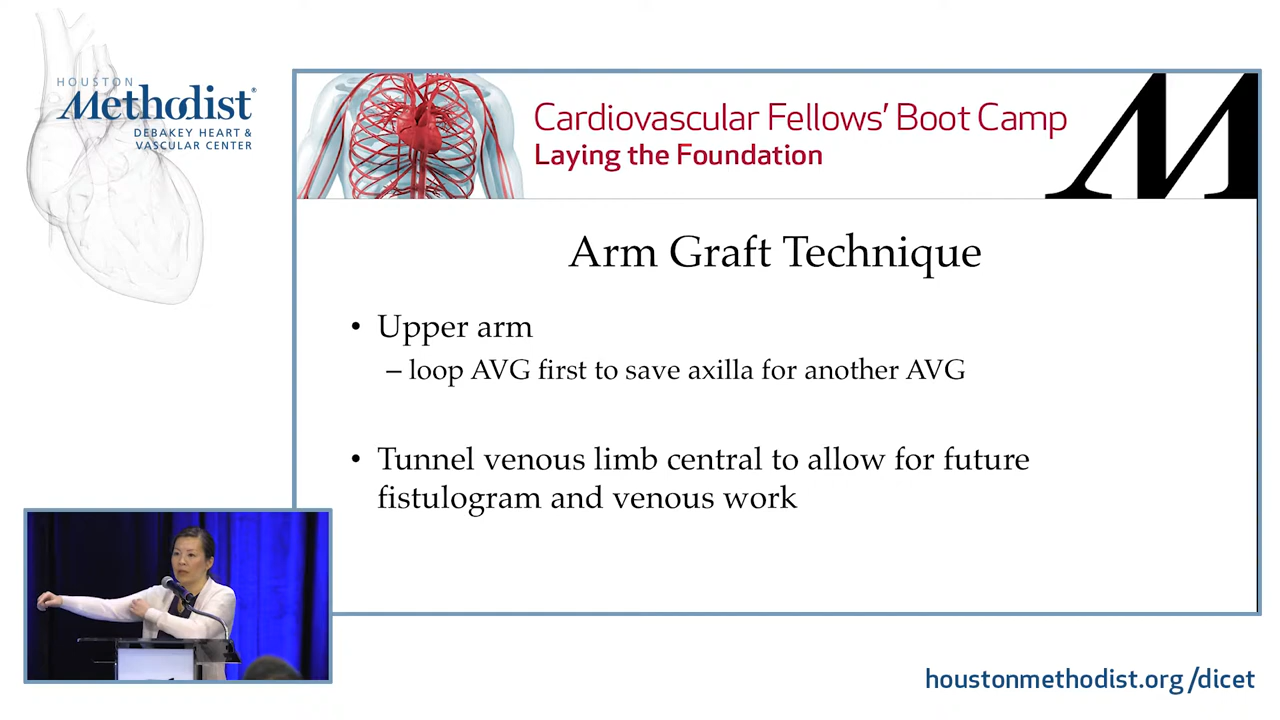 HOUSTON
Methodist®
DEBAKEY HEART &
VASCULAR CENTER
Cardiovascular Fellows' Boot Camp
Laying the Foundation
M
Arm Graft Technique
• Upper arm
– loop AVG first to save axilla for another AVG
• Tunnel venous limb central to allow for future
fistulogram and venous work
houstonmethodist.org/dicet